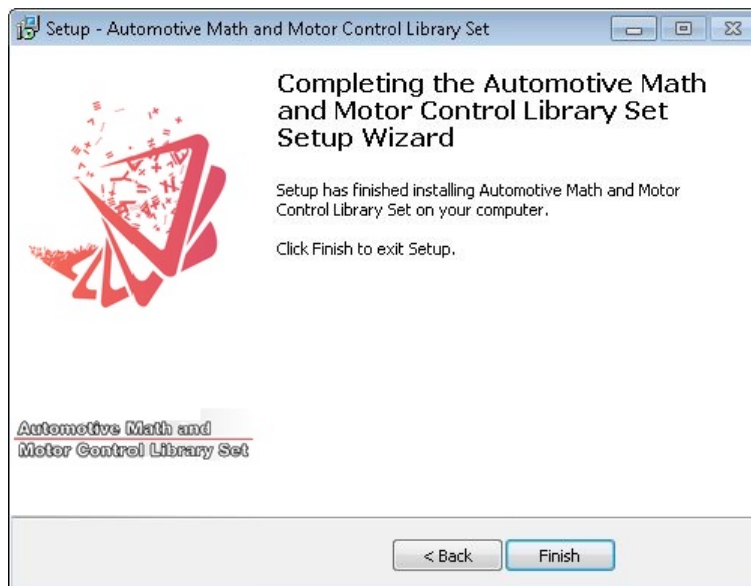 Setup - Automotive Math and Motor Control Library Set
Completing the Automotive Math
and Motor Control Library Set
Setup Wizard
Setup has finished installing Automotive Math and Motor
Control Library Set on your computer.
Click Finish to exit Setup.
Automotive Math and
Motor Control Library Set
< Back
Finish